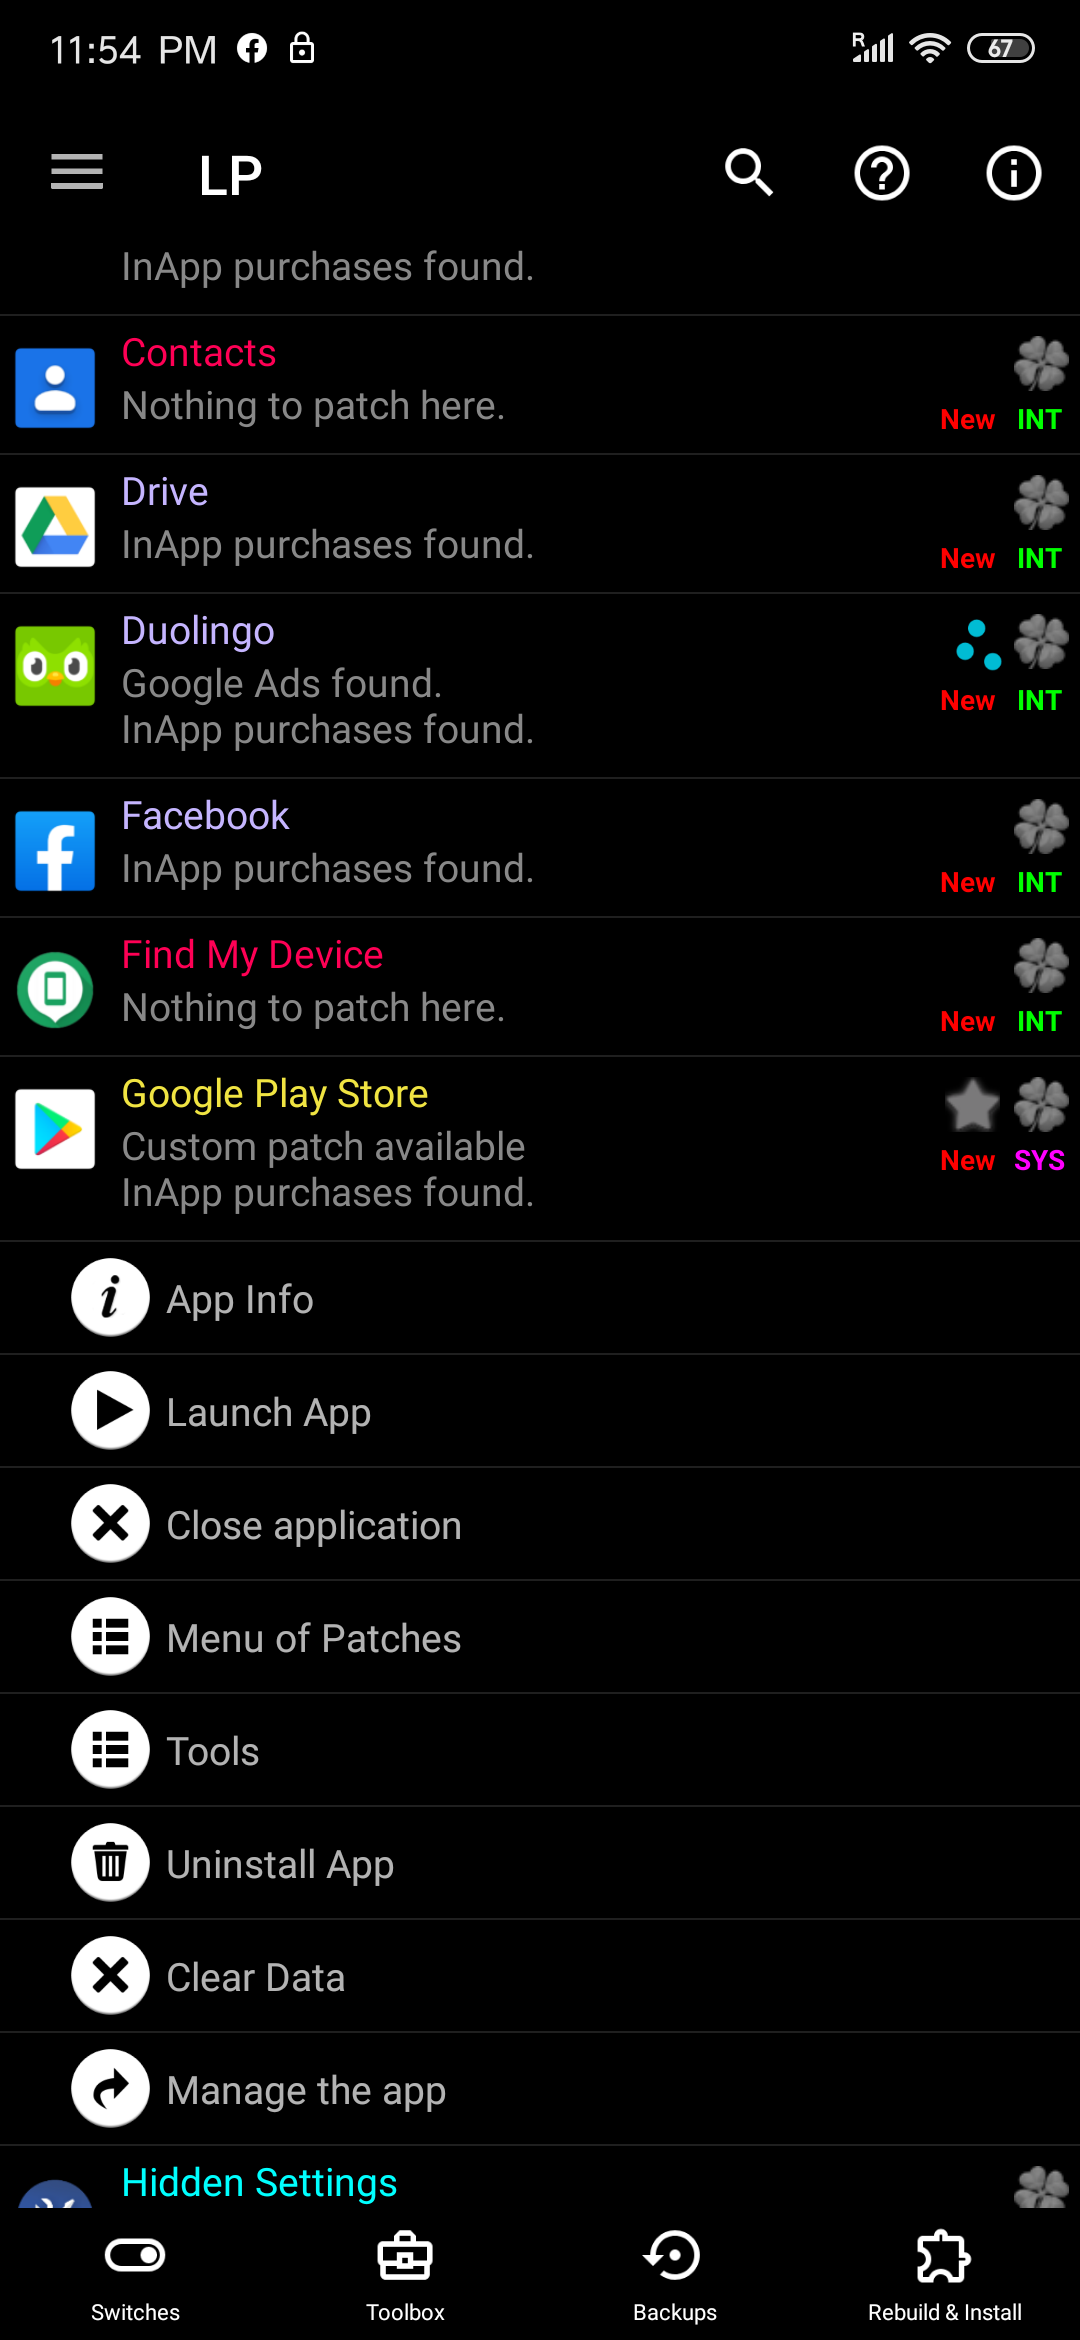 11:54 PM
R
67
LP
InApp purchases found.
Contacts
Nothing to patch here.
New INT
Drive
InApp purchases found.
New INT
Duolingo
Google Ads found.
InApp purchases found.
New INT
Facebook
InApp purchases found.
New INT
Find My Device
Nothing to patch here.
New INT
Google Play Store
Custom patch available
InApp purchases found.
New SYS
App Info
Launch App
Close application
Menu of Patches
Tools
Uninstall App
Clear Data
Manage the app
Hidden Settings
Switches
Toolbox
Backups
Rebuild & Install